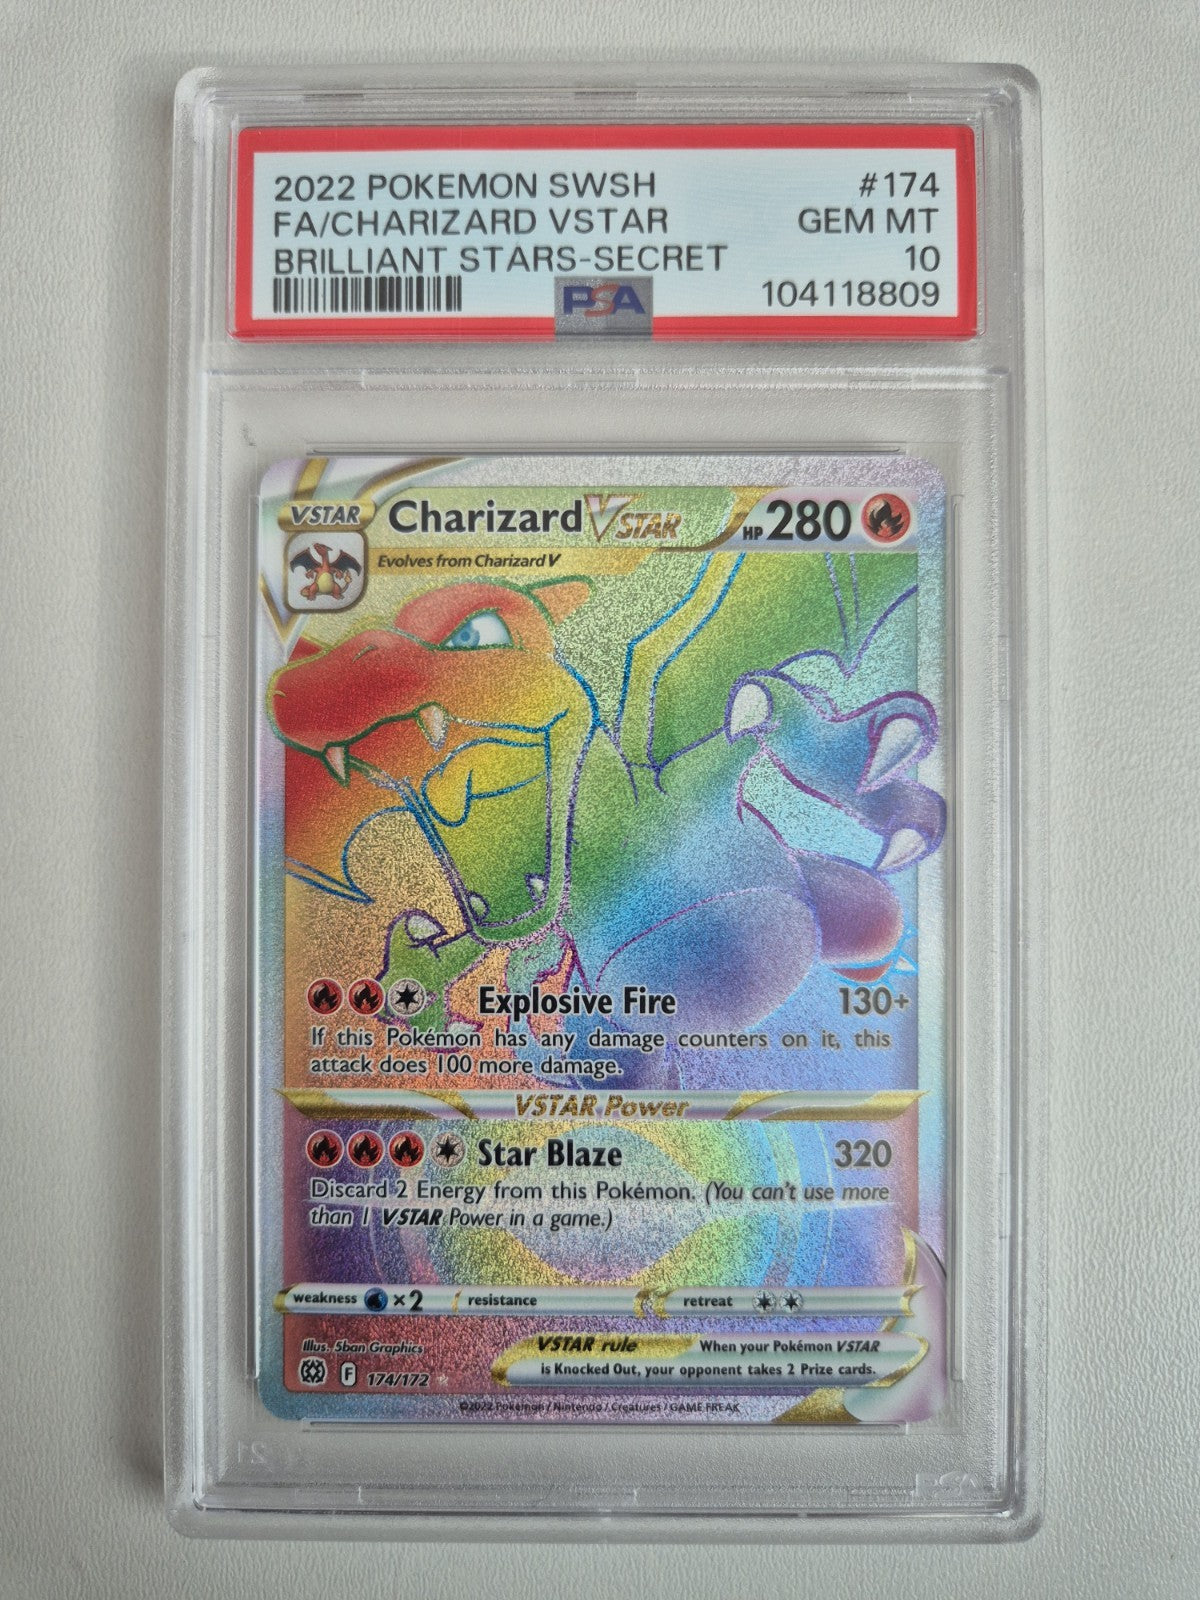 2022 POKEMON SWSH #174
FA/CHARIZARD VSTAR GEM MT
BRILLIANT STARS-SECRET 10
PSA 104118809
VSTAR Charizard VSTAR HP 280
Evolves from Charizard V
Explosive Fire 130+
If this Pokémon has any damage counters on it, this
attack does 100 more damage.
VSTAR Power
Star Blaze 320
Discard 2 Energy from this Pokémon. (You can't use more
than 1 VSTAR Power in a game.)
weakness ×2 resistance retreat
Illus. 5ban Graphics
VSTAR rule When your Pokémon VSTAR
is Knocked Out, your opponent takes 2 Prize cards.
F 174/172
©2022 Pokémon / Nintendo / Creatures / GAME FREAK